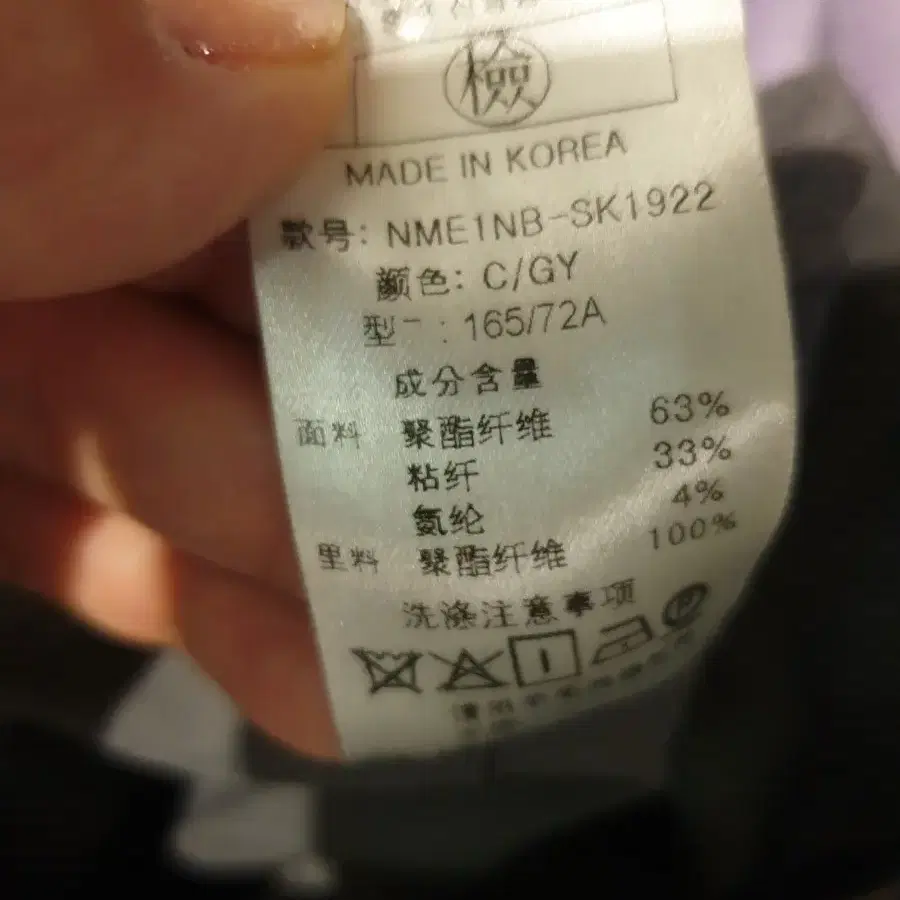 檢
MADE IN KOREA
款号: NME1NB-SK1922
颜色: C/GY
型 : 165/72A
成分含量
面料 聚酯纤维 63%
粘纤 33%
氨纶 4%
里料 聚酯纤维 100%
洗涤注意事项
P